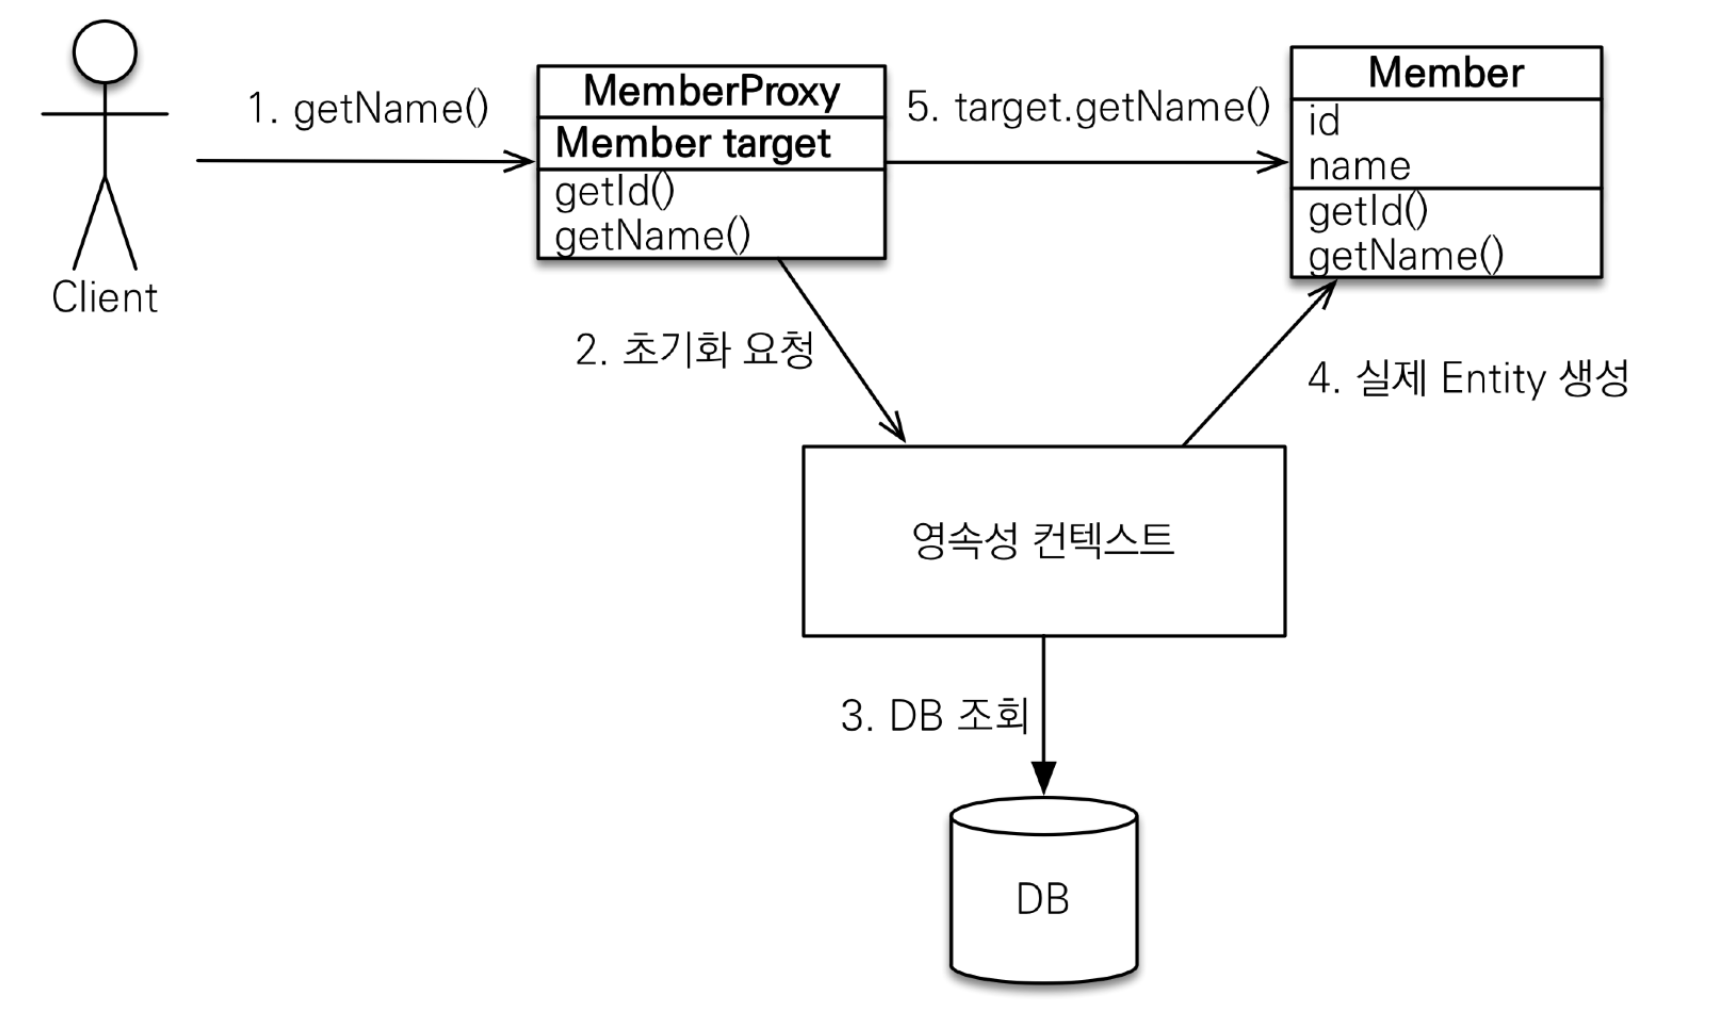 1. getName()
Client
MemberProxy
Member target
getId()
getName()
5. target.getName()
Member
id
name
getId()
getName()
2. 초기화 요청
4. 실제 Entity 생성
영속성 컨텍스트
3. DB 조회
DB